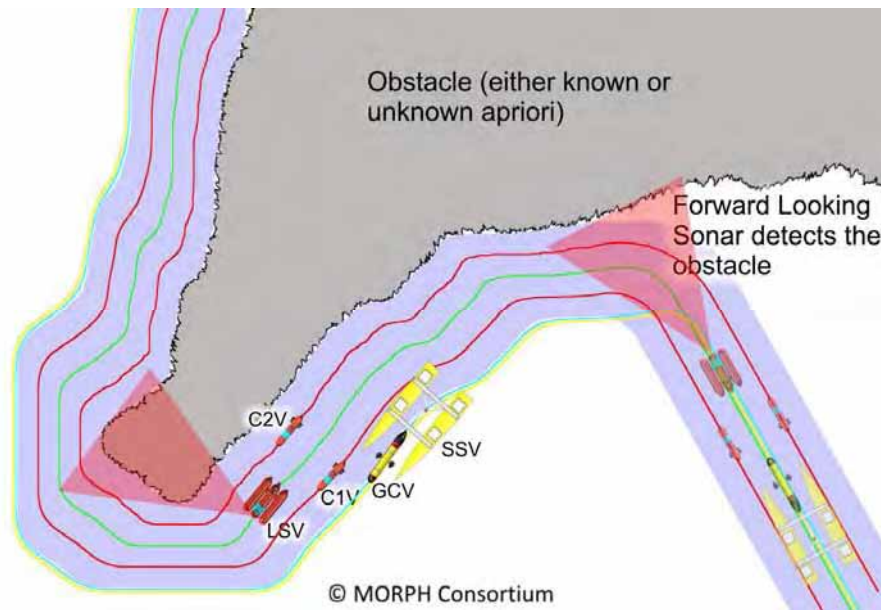 Obstacle (either known or
unknown apriori)
Forward Looking
Sonar detects the
obstacle
C2V
SSV
C1V
GCV
LSV
© MORPH Consortium